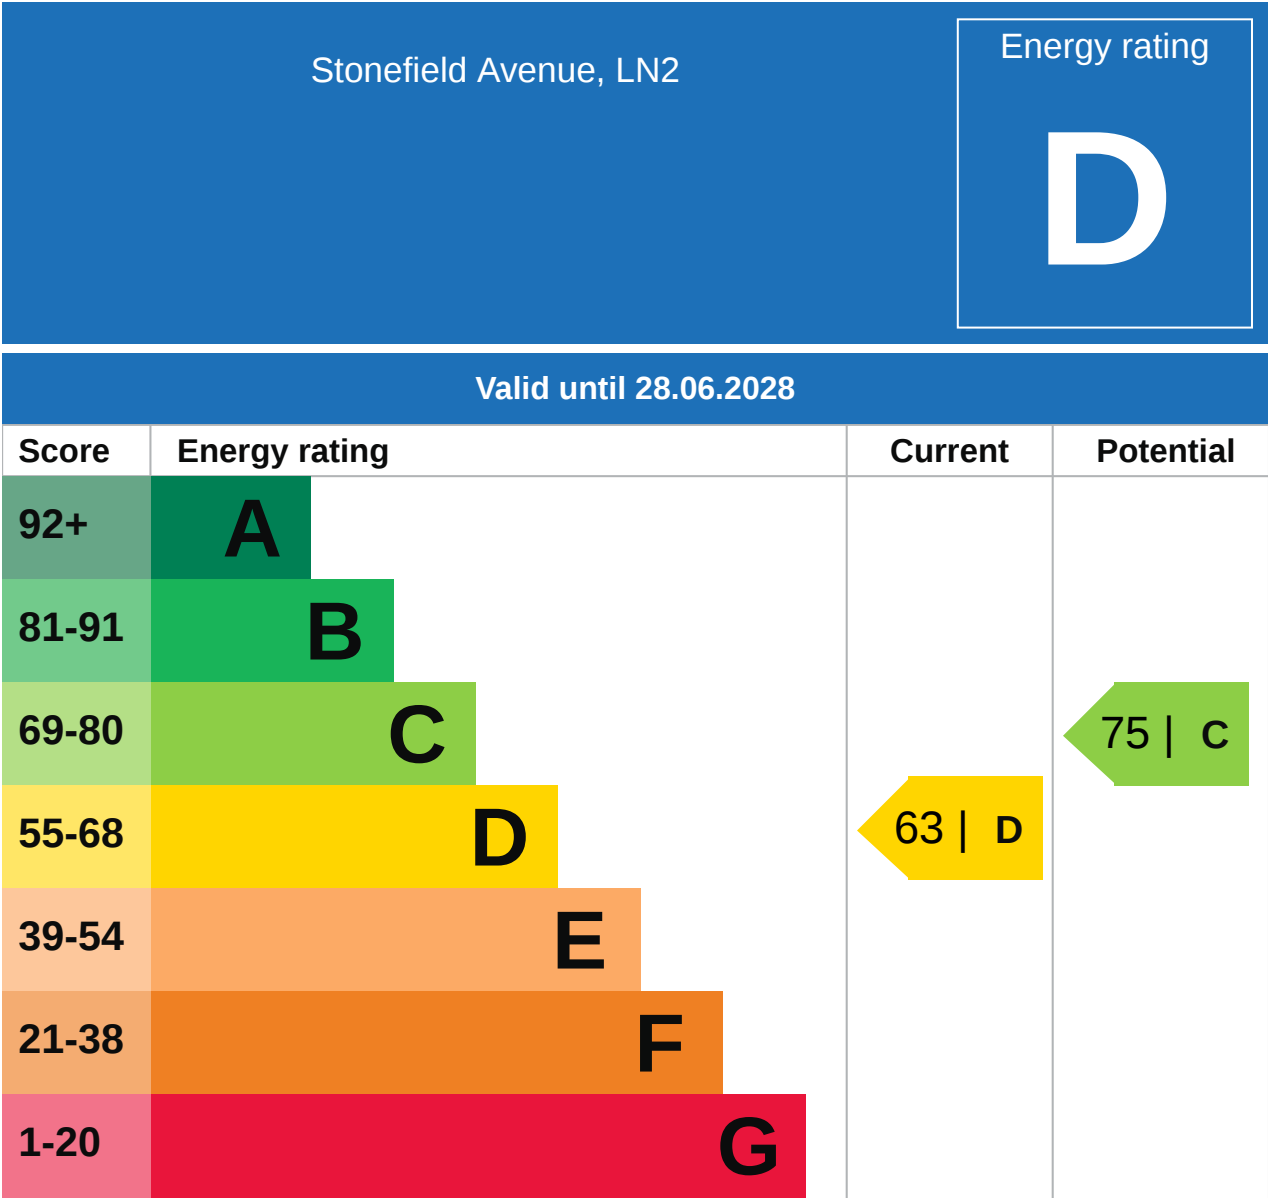 Stonefield Avenue, LN2
Energy rating
D
Valid until 28.06.2028
Score Energy rating Current Potential
92+ A
81-91 B
69-80 C 75 | C
55-68 D 63 | D
39-54 E
21-38 F
1-20 G